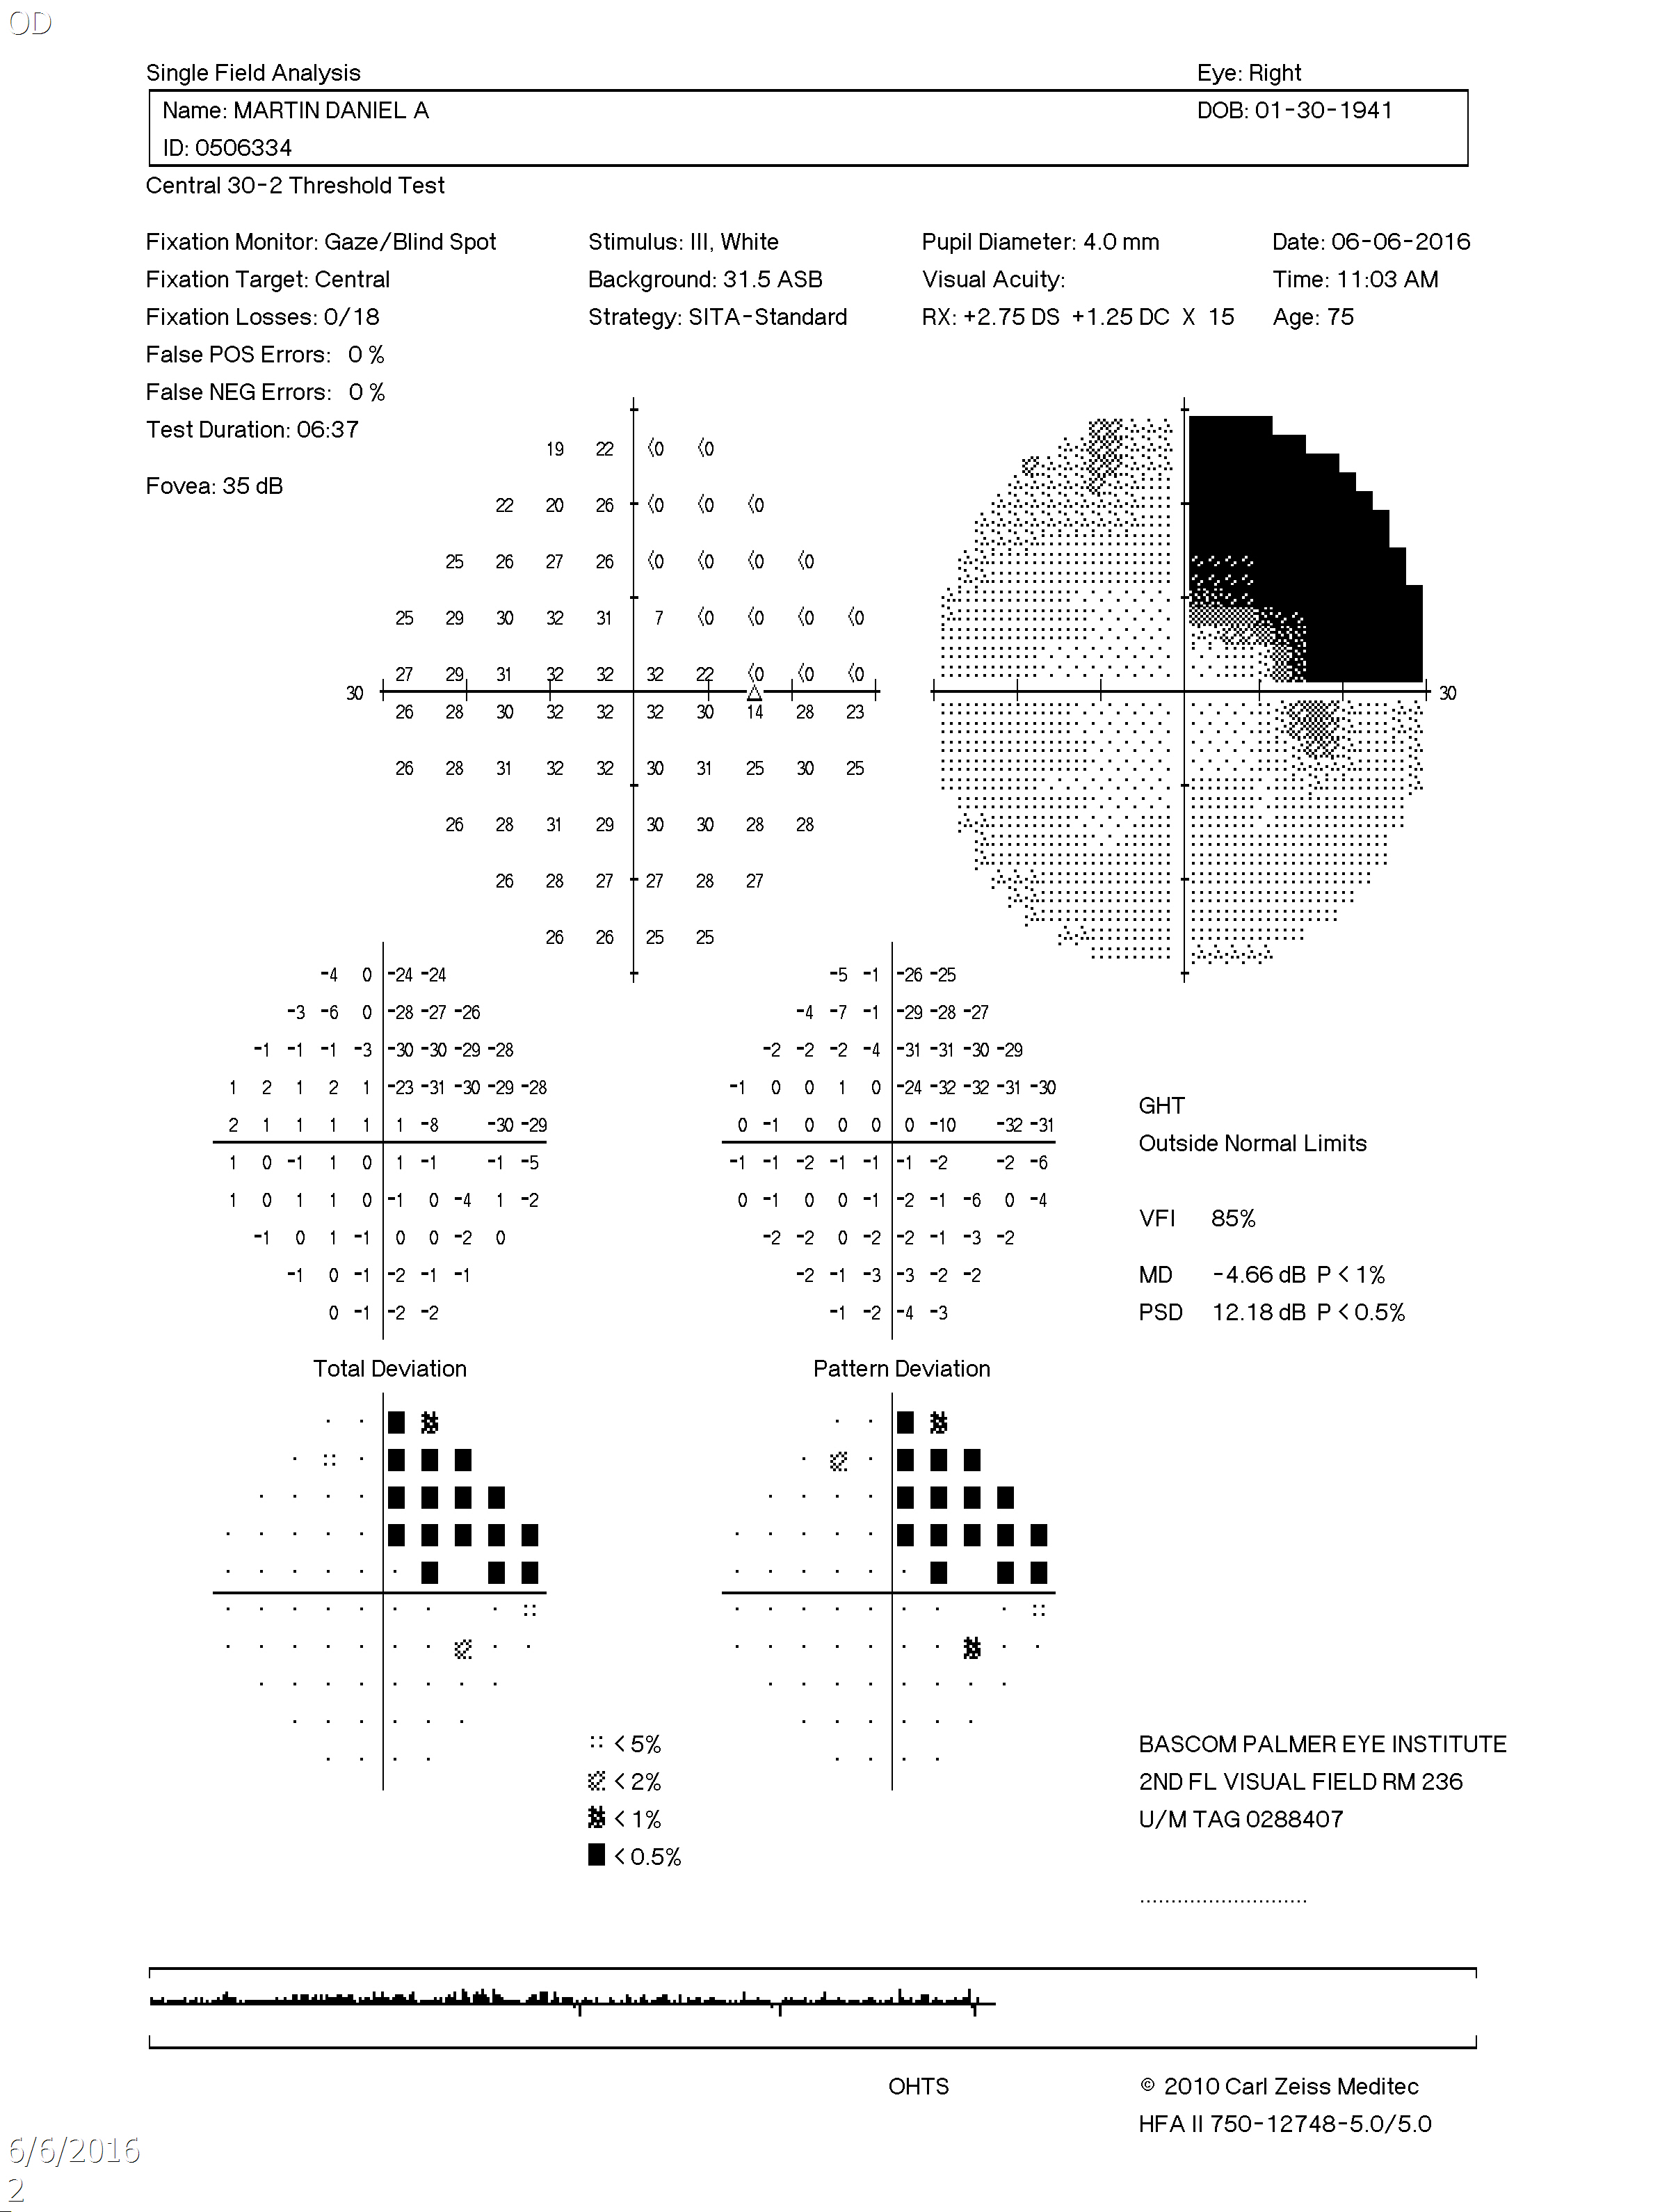 OD
Single Field Analysis Eye: Right
Name: MARTIN DANIEL A DOB: 01-30-1941
ID: 0506334
Central 30-2 Threshold Test
Fixation Monitor: Gaze/Blind Spot Stimulus: III, White Pupil Diameter: 4.0 mm Date: 06-06-2016
Fixation Target: Central Background: 31.5 ASB Visual Acuity: Time: 11:03 AM
Fixation Losses: 0/18 Strategy: SITA-Standard RX: +2.75 DS +1.25 DC X 15 Age: 75
False POS Errors: 0 %
False NEG Errors: 0 %
Test Duration: 06:37
Fovea: 35 dB
19 22 <0 <0
22 20 26 <0 <0 <0
25 26 27 26 <0 <0 <0 <0
25 29 30 32 31 7 <0 <0 <0 <0
27 29 31 32 32 32 22 <0 <0 <0
30 30
26 28 30 32 32 32 30 14 28 23
26 28 31 32 32 30 31 25 30 25
26 28 31 29 30 30 28 28
26 28 27 27 28 27
26 26 25 25
-4 0 -24 -24 -5 -1 -26 -25
-3 -6 0 -28 -27 -26 -4 -7 -1 -29 -28 -27
-1 -1 -1 -3 -30 -30 -29 -28 -2 -2 -2 -4 -31 -31 -30 -29
1 2 1 2 1 -23 -31 -30 -29 -28 -1 0 0 1 0 -24 -32 -32 -31 -30
2 1 1 1 1 1 -8 -30 -29 0 -1 0 0 0 0 -10 -32 -31
1 0 -1 1 0 1 -1 -1 -5 -1 -1 -2 -1 -1 -1 -2 -2 -6
1 0 1 1 0 -1 0 -4 1 -2 0 -1 0 0 -1 -2 -1 -6 0 -4
-1 0 1 -1 0 0 -2 0 -2 -2 0 -2 -2 -1 -3 -2
-1 0 -1 -2 -1 -1 -2 -1 -3 -3 -2 -2
0 -1 -2 -2 -1 -2 -4 -3
GHT
Outside Normal Limits
VFI 85%
MD -4.66 dB P < 1%
PSD 12.18 dB P < 0.5%
Total Deviation Pattern Deviation
< 5%
< 2%
< 1%
< 0.5%
BASCOM PALMER EYE INSTITUTE
2ND FL VISUAL FIELD RM 236
U/M TAG 0288407
OHTS © 2010 Carl Zeiss Meditec
HFA II 750-12748-5.0/5.0
6/6/2016
2